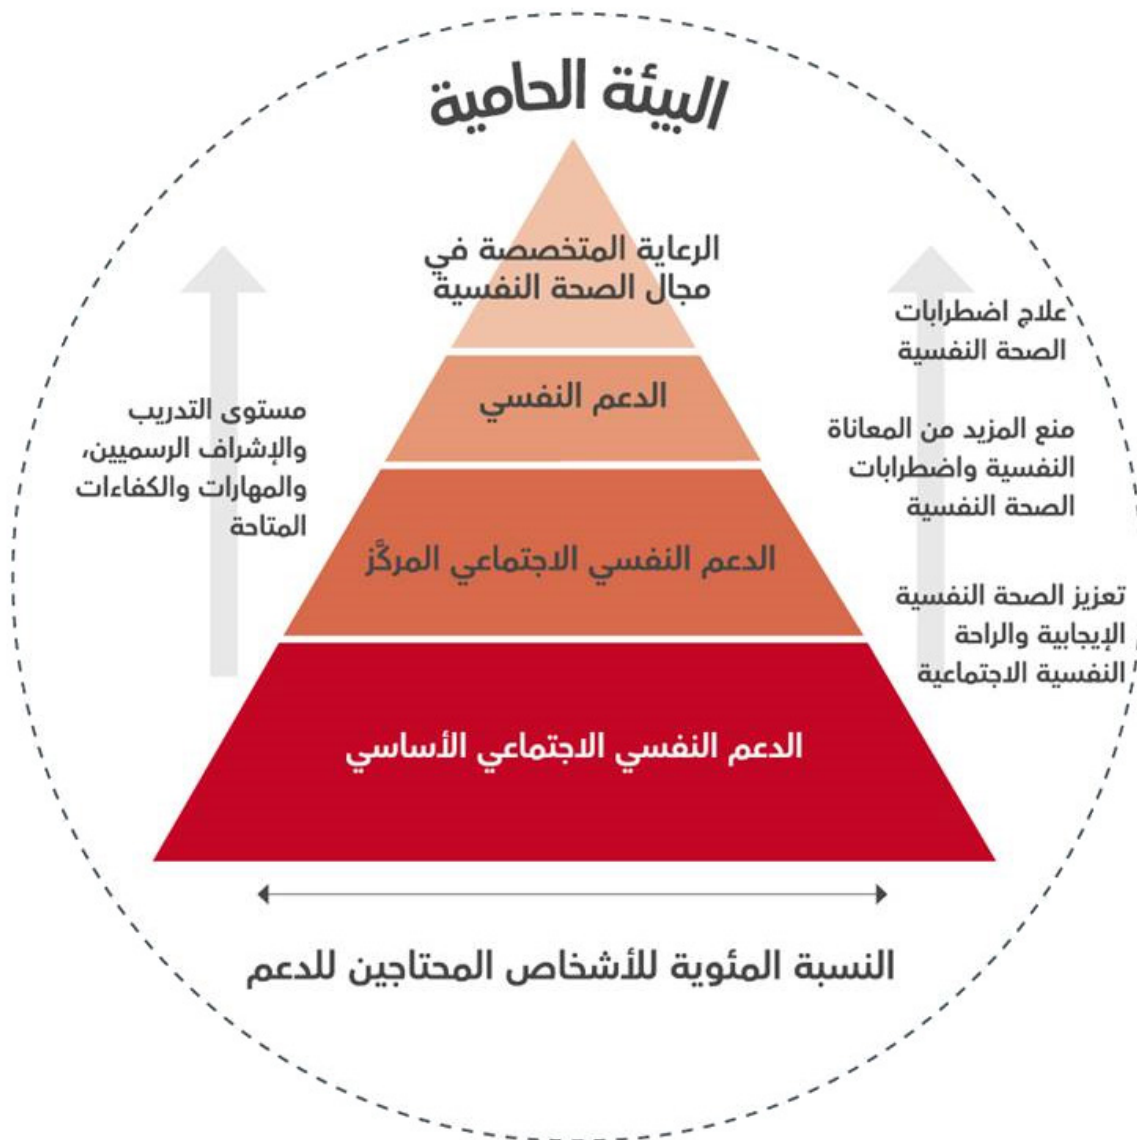 البيئة الحامية
الرعاية المتخصصة في
مجال الصحة النفسية
الدعم النفسي
الدعم النفسي الاجتماعي المركَّز
الدعم النفسي الاجتماعي الأساسي
علاج اضطرابات
الصحة النفسية
منع المزيد من المعاناة
النفسية واضطرابات
الصحة النفسية
تعزيز الصحة النفسية
الإيجابية والراحة
النفسية الاجتماعية
مستوى التدريب
والإشراف الرسميين،
والمهارات والكفاءات
المتاحة
النسبة المئوية للأشخاص المحتاجين للدعم